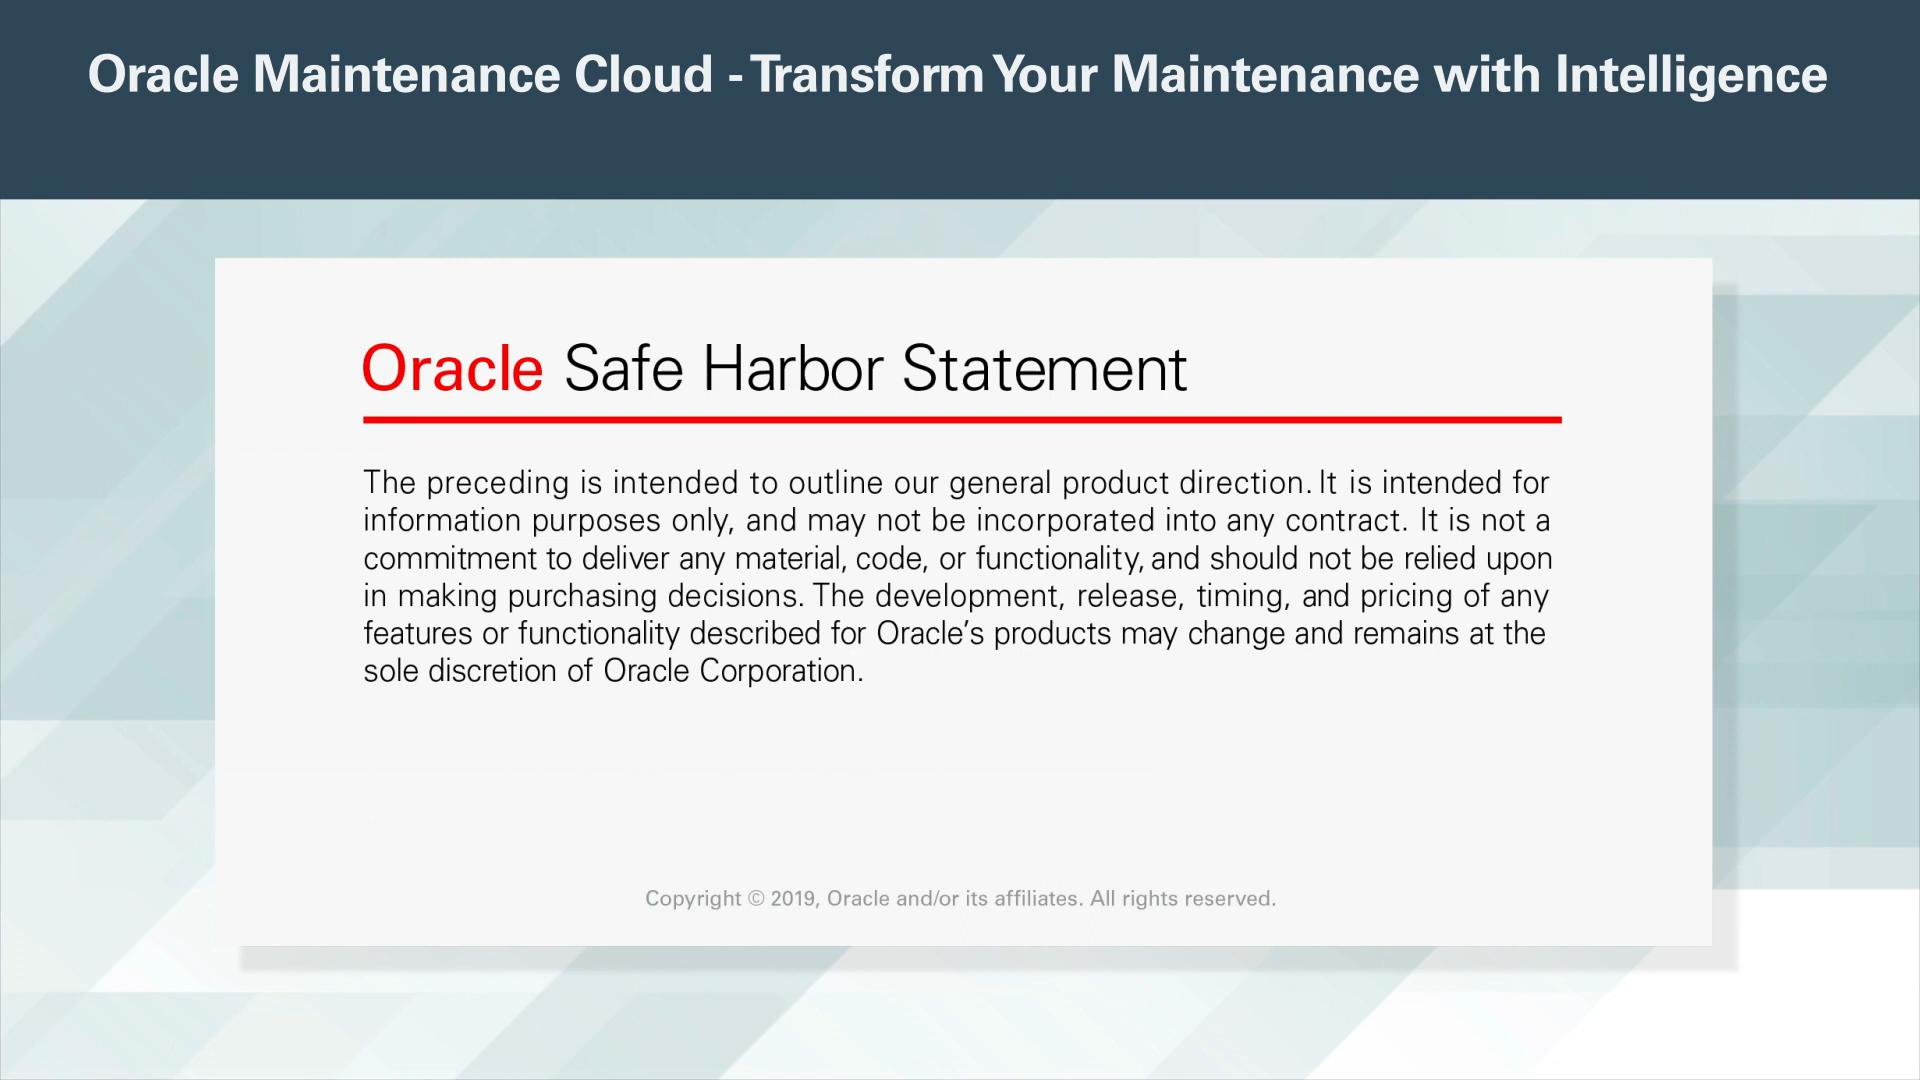 Oracle Maintenance Cloud - Transform Your Maintenance with Intelligence
Oracle Safe Harbor Statement
The preceding is intended to outline our general product direction. It is intended for
information purposes only, and may not be incorporated into any contract. It is not a
commitment to deliver any material, code, or functionality, and should not be relied upon
in making purchasing decisions. The development, release, timing, and pricing of any
features or functionality described for Oracle’s products may change and remains at the
sole discretion of Oracle Corporation.
Copyright © 2019, Oracle and/or its affiliates. All rights reserved.